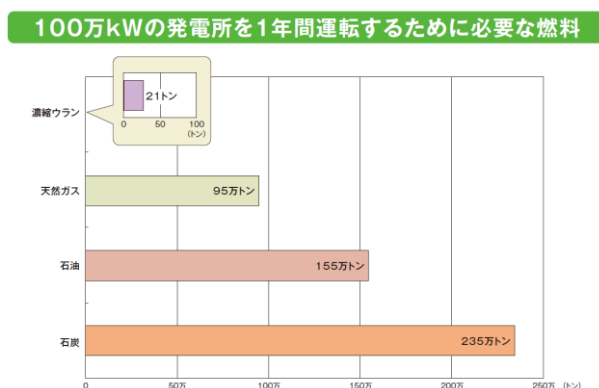 100万kWの発電所を1年間運転するために必要な燃料
21トン
0 50 100
(トン)
濃縮ウラン
天然ガス 95万トン
石油 155万トン
石炭 235万トン
0 50万 100万 150万 200万 250万 (トン)